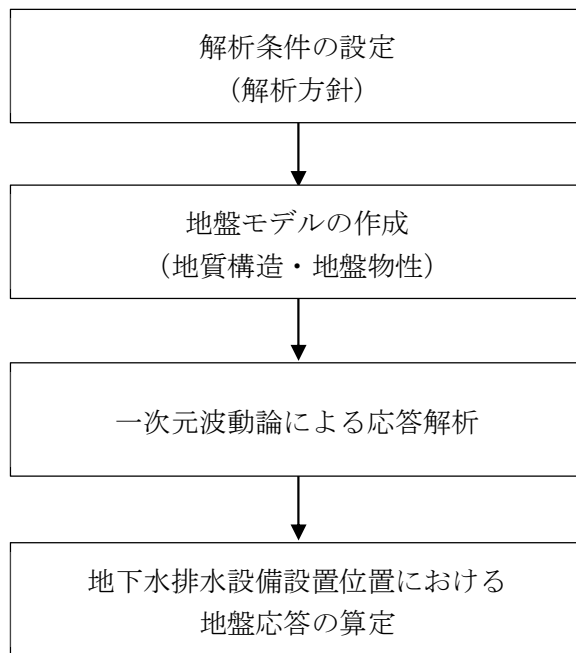 解析条件の設定
(解析方針)
地盤モデルの作成
(地質構造・地盤物性)
一次元波動論による応答解析
地下水排水設備設置位置における
地盤応答の算定